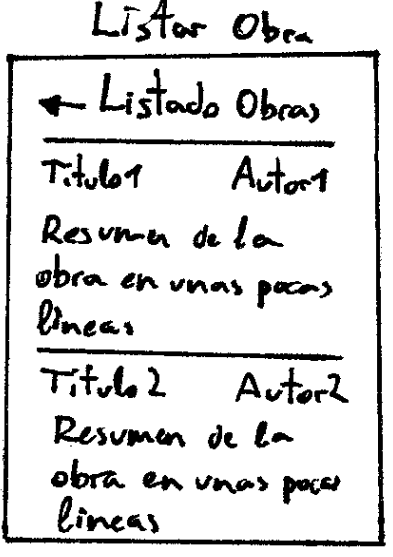 Listar Obra
← Listado Obras
Titulo1 Autor1
Resumen de la
obra en unas pocas
lineas
Titulo2 Autor2
Resumen de la
obra en unas pocas
lineas